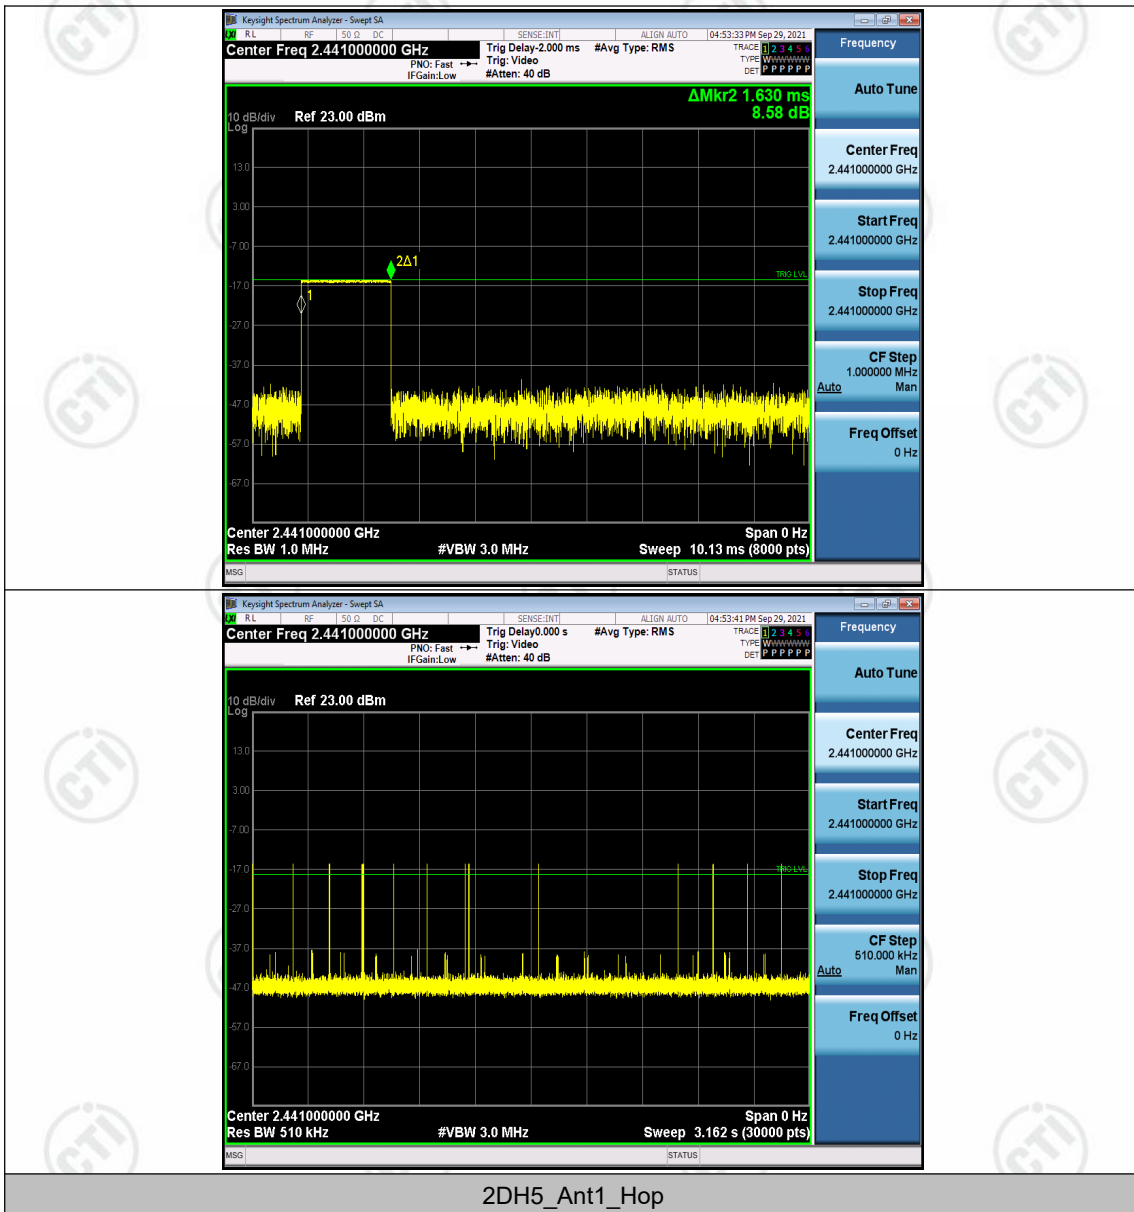 Keysight Spectrum Analyzer - Swept SA
LXI RL RF 50 Ω DC SENSE:INT ALIGN AUTO 04:53:33 PM Sep 29, 2021
Center Freq 2.441000000 GHz Trig Delay-2.000 ms #Avg Type: RMS TRACE 1 2 3 4 5 6
PNO: Fast Trig: Video TYPE WWWWWW
IFGain:Low #Atten: 40 dB DET P P P P P P
Frequency
ΔMkr2 1.630 ms
8.58 dB
10 dB/div Ref 23.00 dBm
Log
13.0
3.00
-7.00
-17.0
-27.0
-37.0
-47.0
-57.0
-67.0
2Δ1
1
TRIG LVL
Center 2.441000000 GHz Span 0 Hz
Res BW 1.0 MHz #VBW 3.0 MHz Sweep 10.13 ms (8000 pts)
MSG STATUS
Auto Tune
Center Freq
2.441000000 GHz
Start Freq
2.441000000 GHz
Stop Freq
2.441000000 GHz
CF Step
1.000000 MHz
Auto Man
Freq Offset
0 Hz
Keysight Spectrum Analyzer - Swept SA
LXI RL RF 50 Ω DC SENSE:INT ALIGN AUTO 04:53:41 PM Sep 29, 2021
Center Freq 2.441000000 GHz Trig Delay0.000 s #Avg Type: RMS TRACE 1 2 3 4 5 6
PNO: Fast Trig: Video TYPE WWWWWW
IFGain:Low #Atten: 40 dB DET P P P P P P
Frequency
10 dB/div Ref 23.00 dBm
Log
13.0
3.00
-7.00
-17.0
-27.0
-37.0
-47.0
-57.0
-67.0
TRIG LVL
Center 2.441000000 GHz Span 0 Hz
Res BW 510 kHz #VBW 3.0 MHz Sweep 3.162 s (30000 pts)
MSG STATUS
Auto Tune
Center Freq
2.441000000 GHz
Start Freq
2.441000000 GHz
Stop Freq
2.441000000 GHz
CF Step
510.000 kHz
Auto Man
Freq Offset
0 Hz
2DH5_Ant1_Hop
CTI
CTI
CTI
CTI
CTI
CTI
CTI
CTI